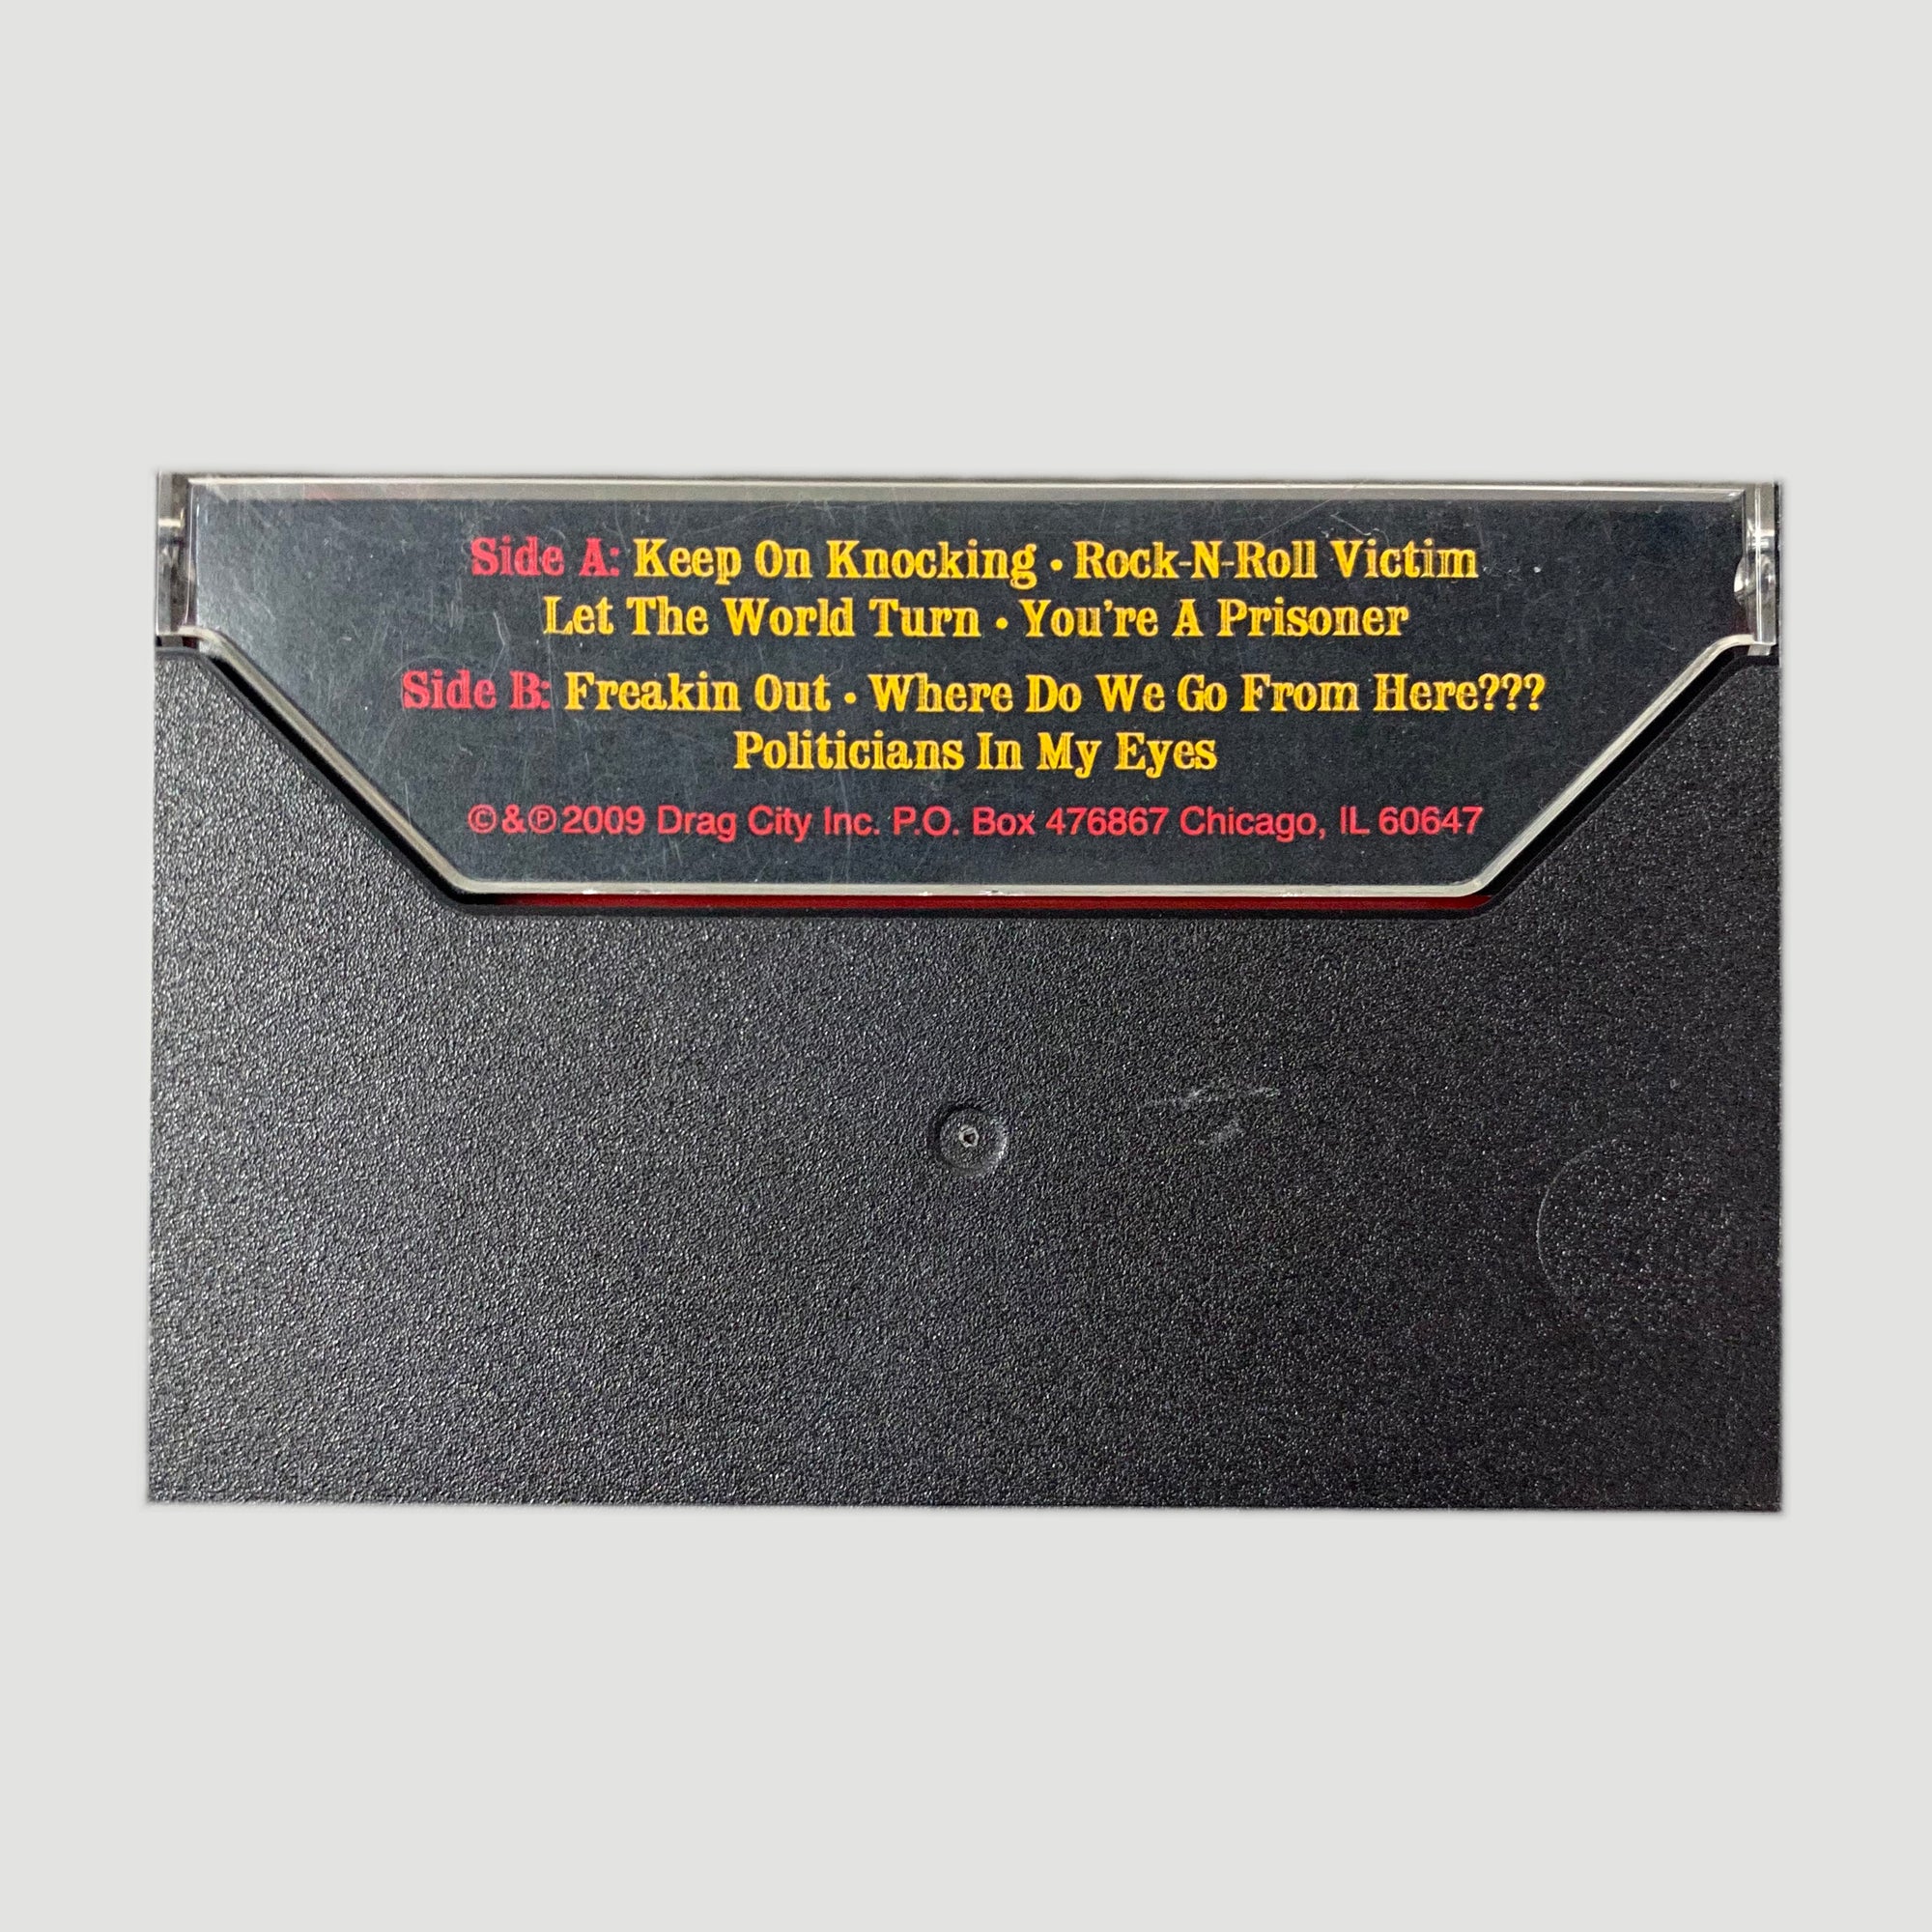 Side A: Keep On Knocking • Rock-N-Roll Victim
Let The World Turn • You're A Prisoner
Side B: Freakin Out • Where Do We Go From Here???
Politicians In My Eyes
©&℗2009 Drag City Inc. P.O. Box 476867 Chicago, IL 60647